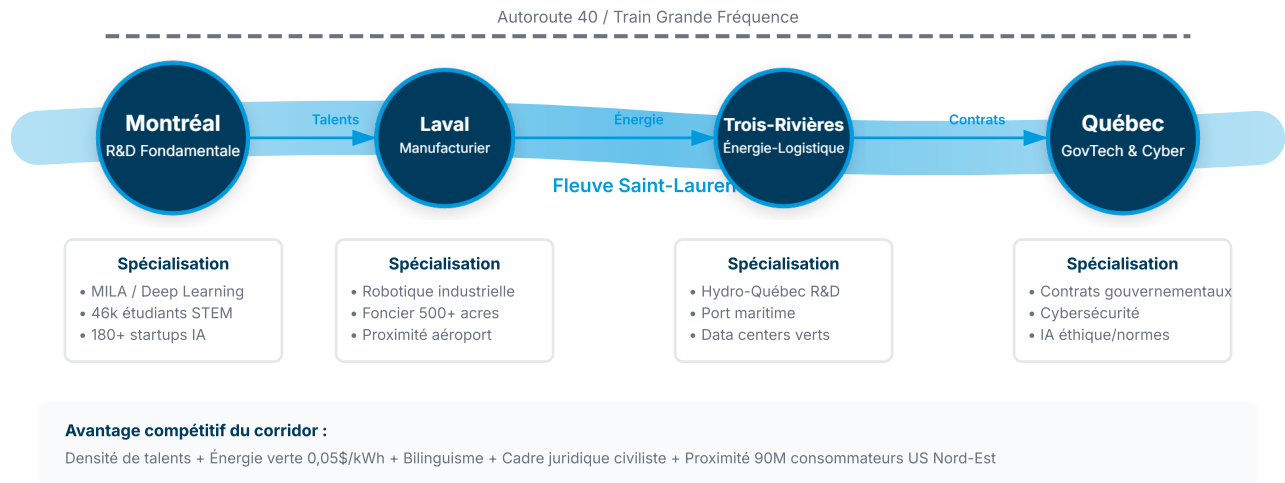 Autoroute 40 / Train Grande Fréquence
Montréal
R&D Fondamentale
Talents
Laval
Manufacturier
Énergie
Trois-Rivières
Énergie-Logistique
Contrats
Québec
GovTech & Cyber
Fleuve Saint-Lauren
Spécialisation
• MILA / Deep Learning
• 46k étudiants STEM
• 180+ startups IA
Spécialisation
• Robotique industrielle
• Foncier 500+ acres
• Proximité aéroport
Spécialisation
• Hydro-Québec R&D
• Port maritime
• Data centers verts
Spécialisation
• Contrats gouvernementaux
• Cybersécurité
• IA éthique/normes
Avantage compétitif du corridor :
Densité de talents + Énergie verte 0,05$/kWh + Bilinguisme + Cadre juridique civiliste + Proximité 90M consommateurs US Nord-Est